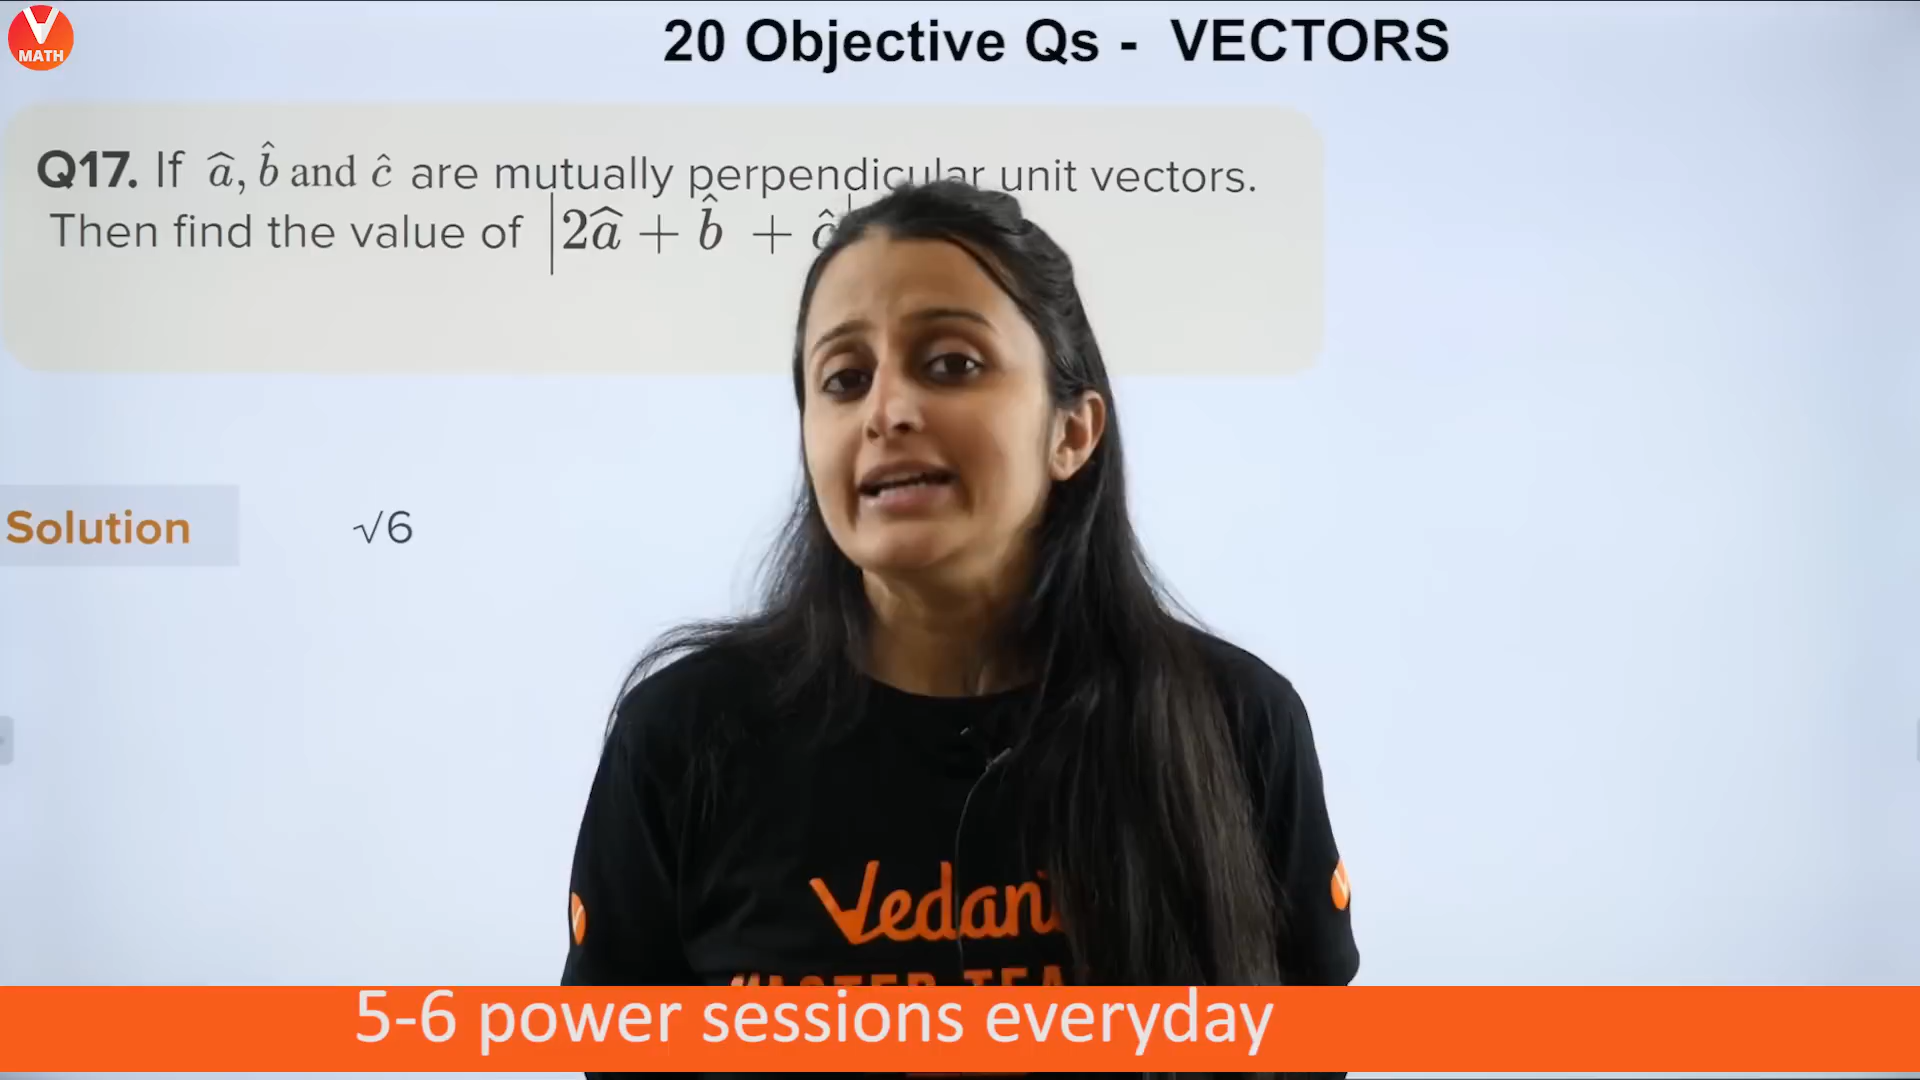 MATH
20 Objective Qs - VECTORS
Q17. If â, b̂ and ĉ are mutually perpendicular unit vectors.
Then find the value of |2â + b̂ + ĉ
Solution
√6
5-6 power sessions everyday